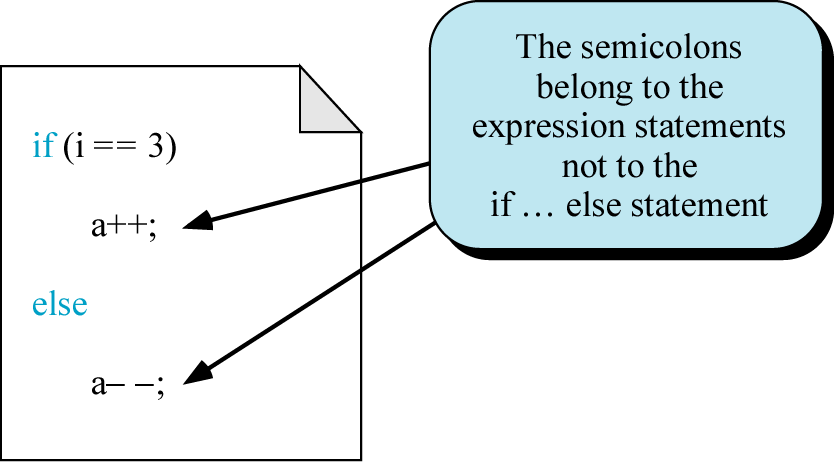 The semicolons
belong to the
expression statements
not to the
if … else statement
if (i == 3)
a++;
else
a– –;